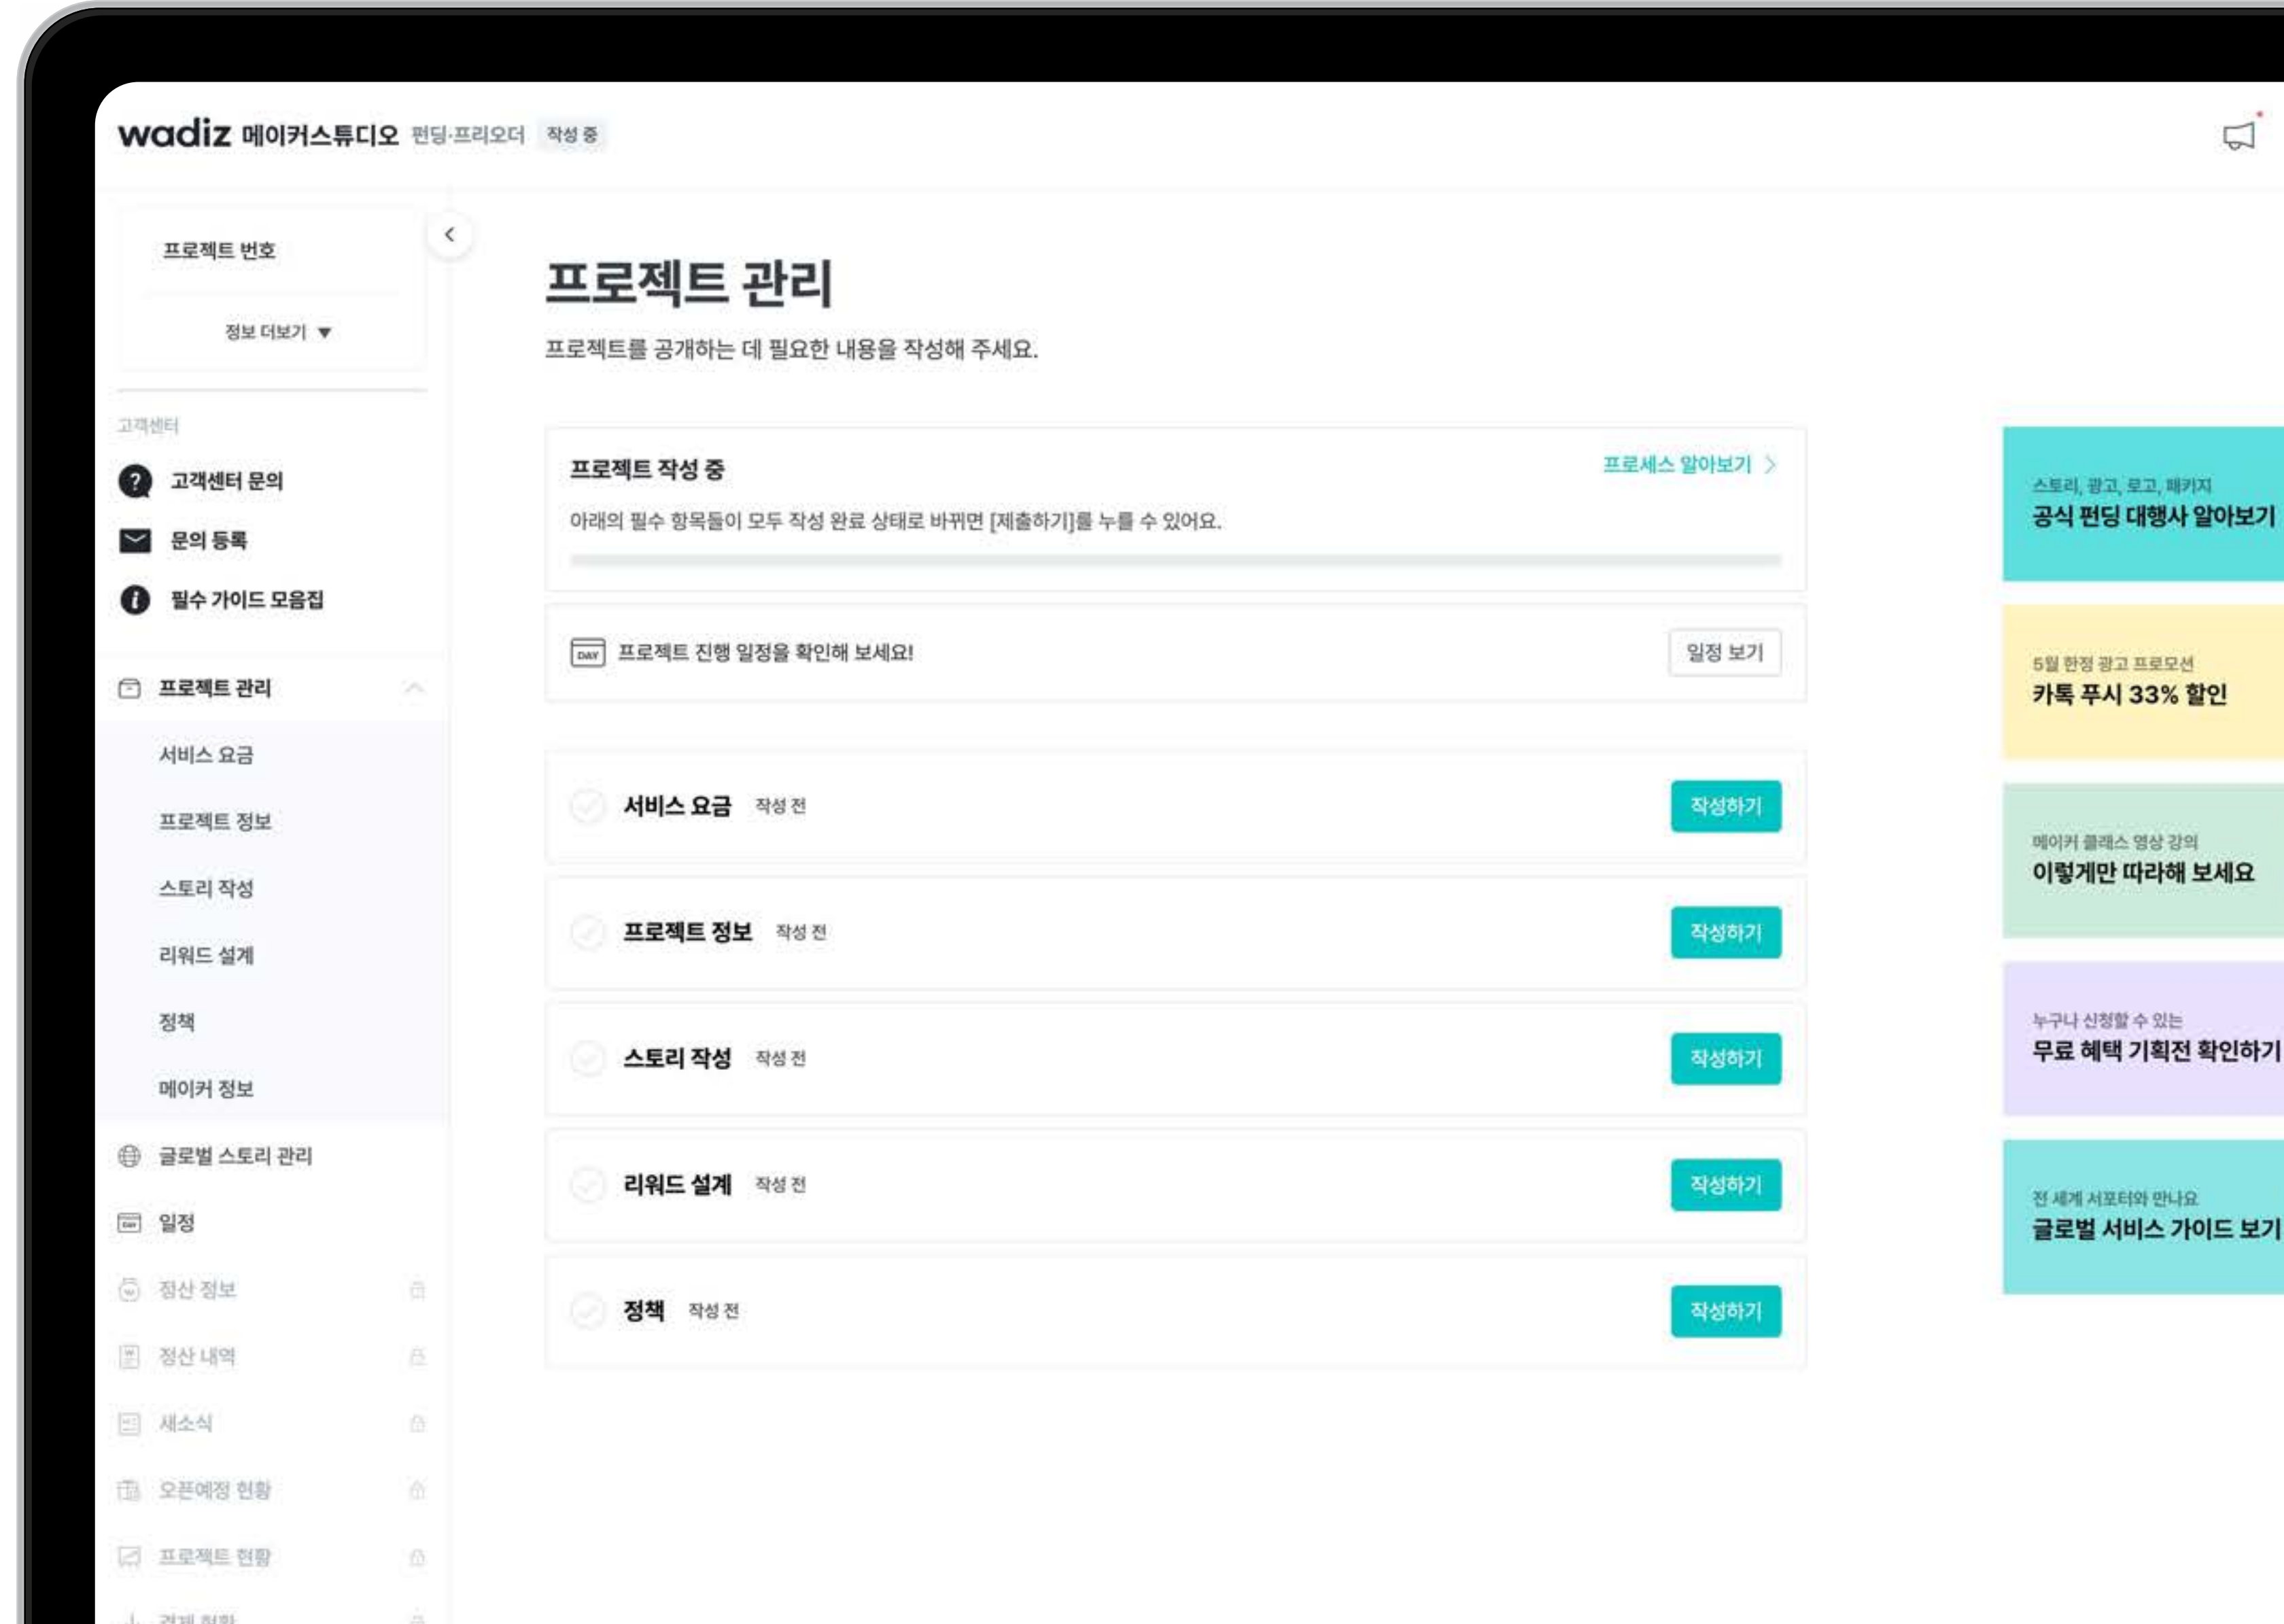 wadiz 메이커스튜디오 펀딩·프리오더 작성 중
프로젝트 번호
정보 더보기 ▼
고객센터
고객센터 문의
문의 등록
필수 가이드 모음집
프로젝트 관리
서비스 요금
프로젝트 정보
스토리 작성
리워드 설계
정책
메이커 정보
글로벌 스토리 관리
DAY 일정
정산 정보
정산 내역
새소식
오픈예정 현황
프로젝트 현황
결제 현황
프로젝트 관리
프로젝트를 공개하는 데 필요한 내용을 작성해 주세요.
프로젝트 작성 중
프로세스 알아보기 >
아래의 필수 항목들이 모두 작성 완료 상태로 바뀌면 [제출하기]를 누를 수 있어요.
DAY 프로젝트 진행 일정을 확인해 보세요!
일정 보기
서비스 요금 작성 전
작성하기
프로젝트 정보 작성 전
작성하기
스토리 작성 작성 전
작성하기
리워드 설계 작성 전
작성하기
정책 작성 전
작성하기
스토리, 광고, 로고, 패키지
공식 펀딩 대행사 알아보기
5월 한정 광고 프로모션
카톡 푸시 33% 할인
메이커 클래스 영상 강의
이렇게만 따라해 보세요
누구나 신청할 수 있는
무료 혜택 기획전 확인하기
전 세계 서포터와 만나요
글로벌 서비스 가이드 보기